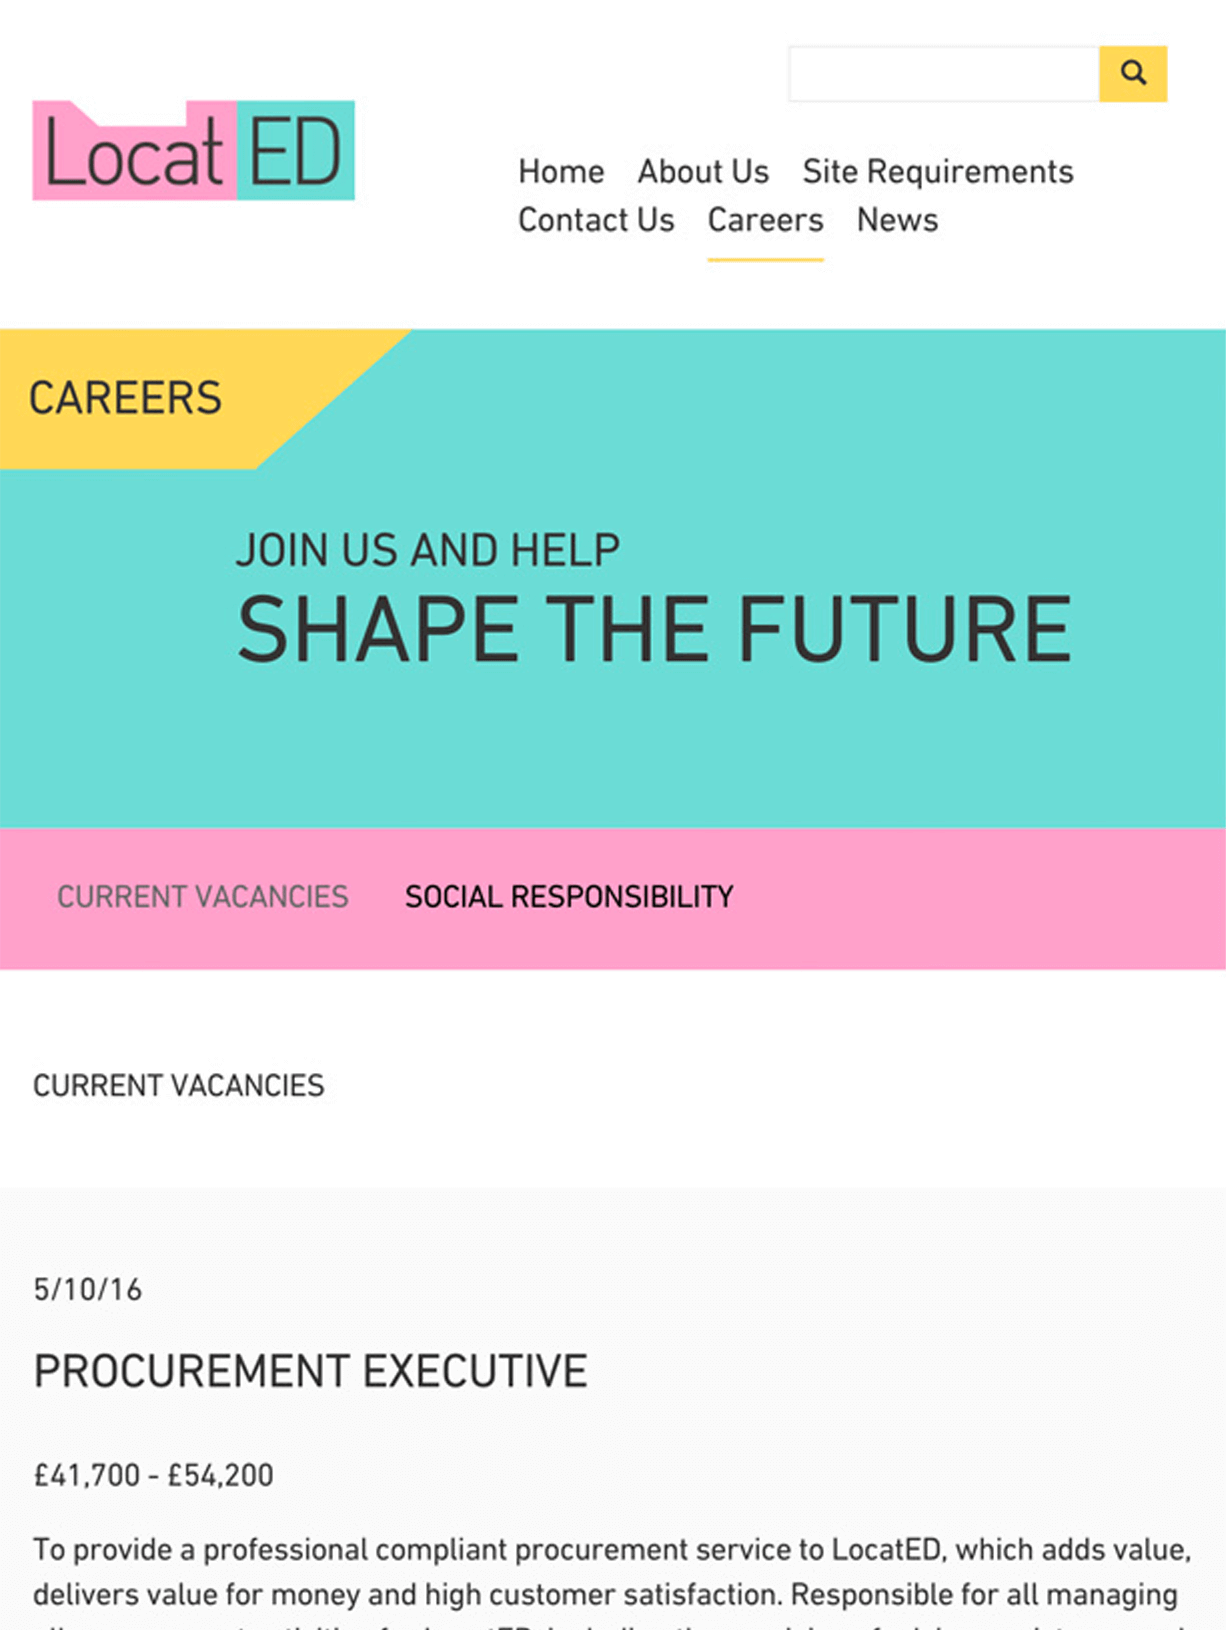 Locat ED
Home About Us Site Requirements
Contact Us Careers News
CAREERS
JOIN US AND HELP
SHAPE THE FUTURE
CURRENT VACANCIES SOCIAL RESPONSIBILITY
CURRENT VACANCIES
5/10/16
PROCUREMENT EXECUTIVE
£41,700 - £54,200
To provide a professional compliant procurement service to LocatED, which adds value,
delivers value for money and high customer satisfaction. Responsible for all managing